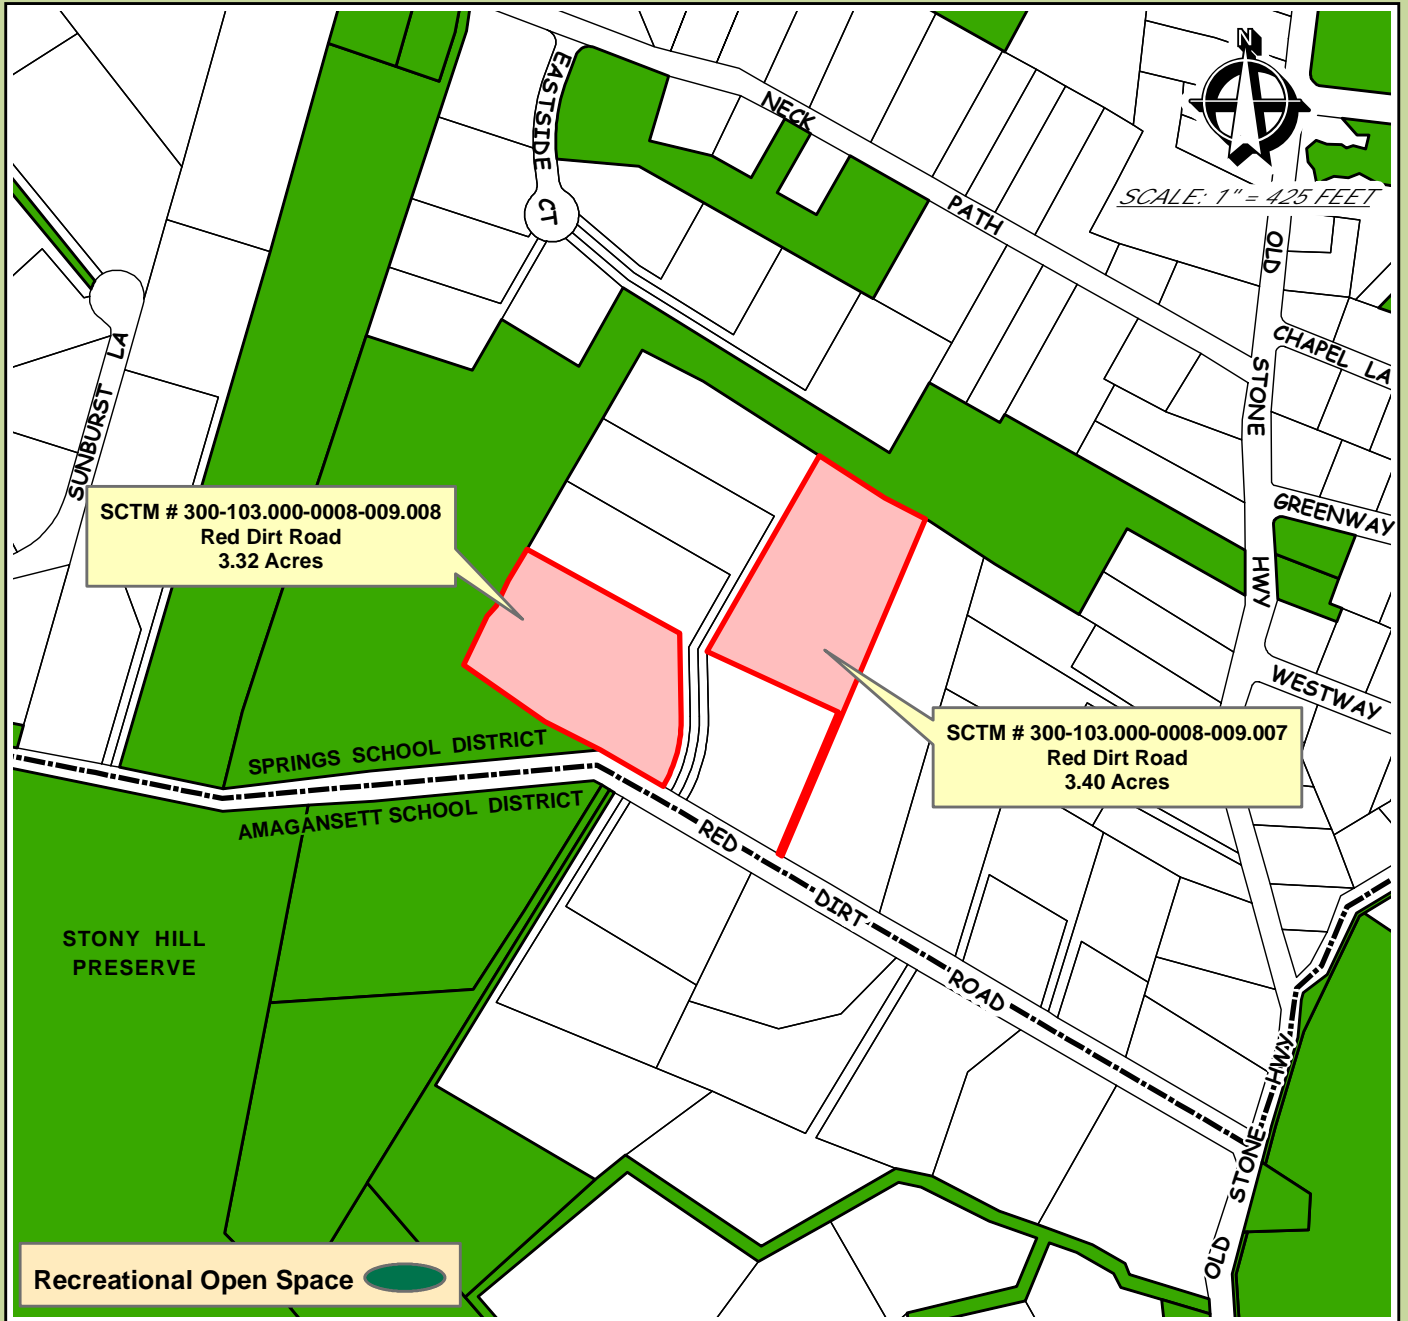 N
SCALE: 1" = 425 FEET
EASTSIDE CT
NECK PATH
OLD STONE HWY
CHAPEL LA
SUNBURST LA
GREENWAY
WESTWAY
SCTM # 300-103.000-0008-009.008
Red Dirt Road
3.32 Acres
SCTM # 300-103.000-0008-009.007
Red Dirt Road
3.40 Acres
SPRINGS SCHOOL DISTRICT
AMAGANSETT SCHOOL DISTRICT
RED DIRT ROAD
STONY HILL
PRESERVE
OLD STONE HWY
Recreational Open Space